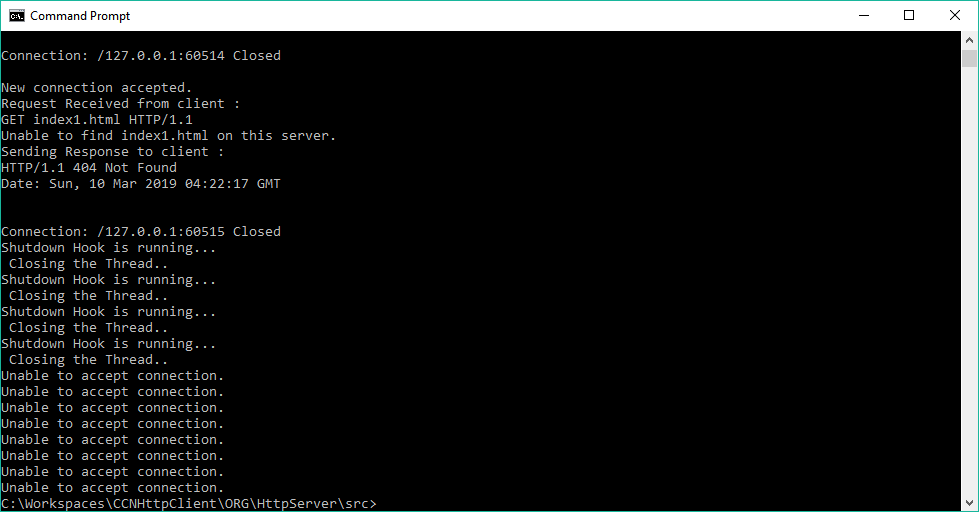 Command Prompt
Connection: /127.0.0.1:60514 Closed
New connection accepted.
Request Received from client :
GET index1.html HTTP/1.1
Unable to find index1.html on this server.
Sending Response to client :
HTTP/1.1 404 Not Found
Date: Sun, 10 Mar 2019 04:22:17 GMT
Connection: /127.0.0.1:60515 Closed
Shutdown Hook is running...
Closing the Thread..
Shutdown Hook is running...
Closing the Thread..
Shutdown Hook is running...
Closing the Thread..
Shutdown Hook is running...
Closing the Thread..
Unable to accept connection.
Unable to accept connection.
Unable to accept connection.
Unable to accept connection.
Unable to accept connection.
Unable to accept connection.
Unable to accept connection.
Unable to accept connection.
C:\Workspaces\CCNHttpClient\ORG\HttpServer\src>